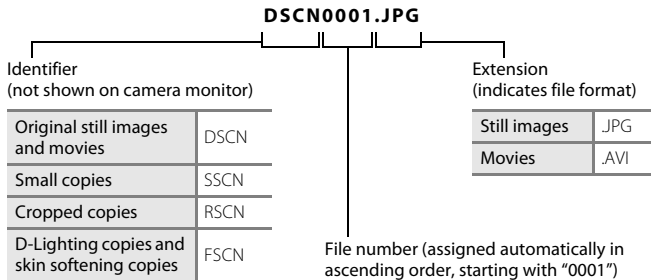 DSCN0001.JPG
Identifier
(not shown on camera monitor)
Original still images
and movies
DSCN
Small copies
SSCN
Cropped copies
RSCN
D-Lighting copies and
skin softening copies
FSCN
Extension
(indicates file format)
Still images
.JPG
Movies
.AVI
File number (assigned automatically in
ascending order, starting with “0001”)